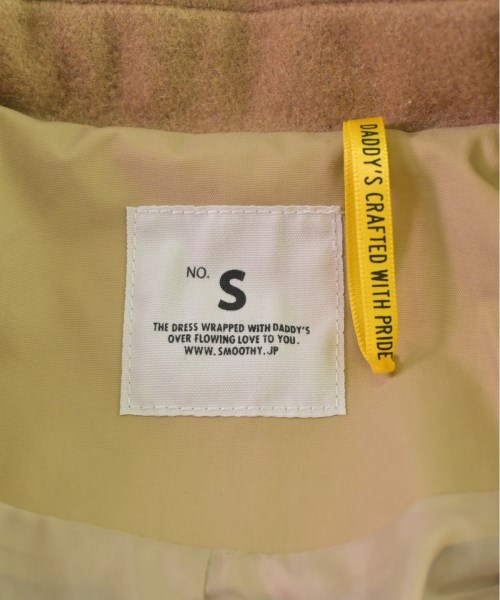 NO. S
THE DRESS WRAPPED WITH DADDY'S
OVER FLOWING LOVE TO YOU.
WWW.SMOOTHY.JP
DADDY'S CRAFTED WITH PRIDE